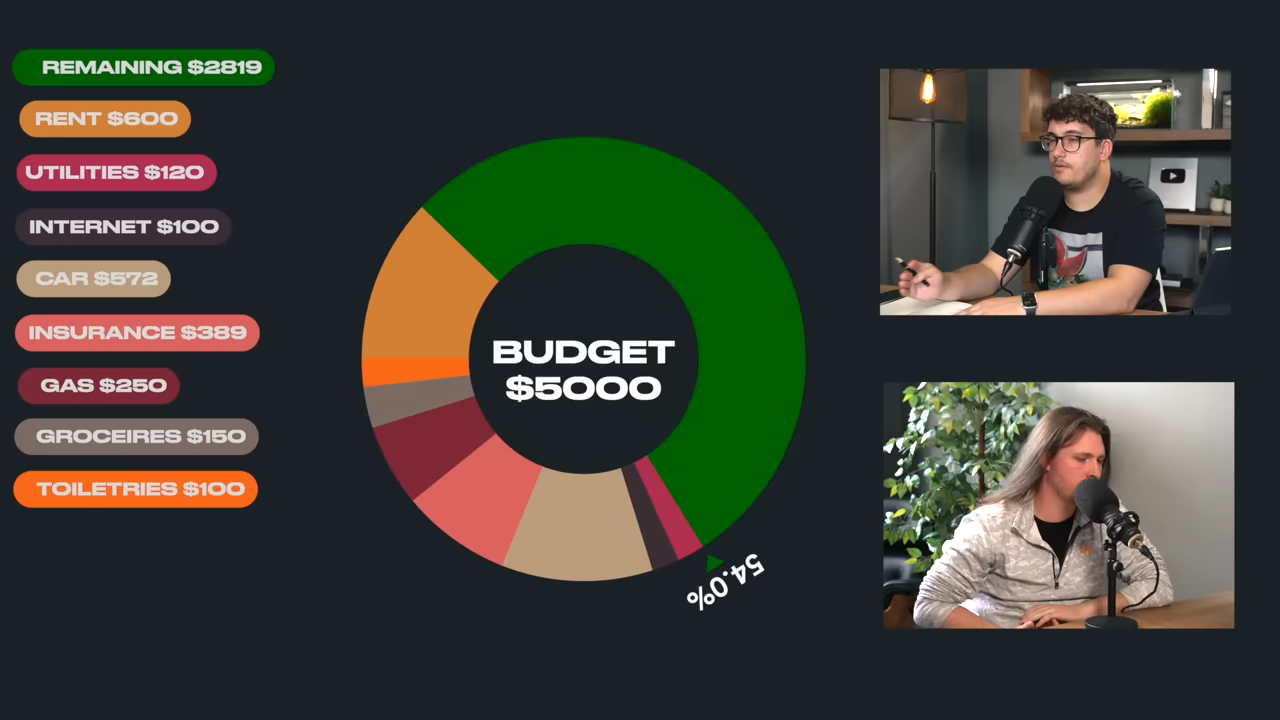 REMAINING $2819
RENT $600
UTILITIES $120
INTERNET $100
CAR $572
INSURANCE $389
GAS $250
GROCEIRES $150
TOILETRIES $100
BUDGET
$5000
54.0%